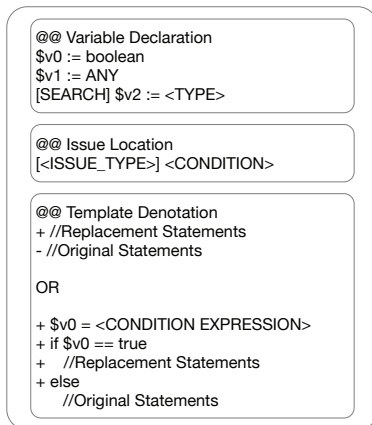 @@ Variable Declaration
$v0 := boolean
$v1 := ANY
[SEARCH] $v2 := <TYPE>
@@ Issue Location
[<ISSUE_TYPE>] <CONDITION>
@@ Template Denotation
+ //Replacement Statements
- //Original Statements
OR
+ $v0 = <CONDITION EXPRESSION>
+ if $v0 == true
+ //Replacement Statements
+ else
//Original Statements